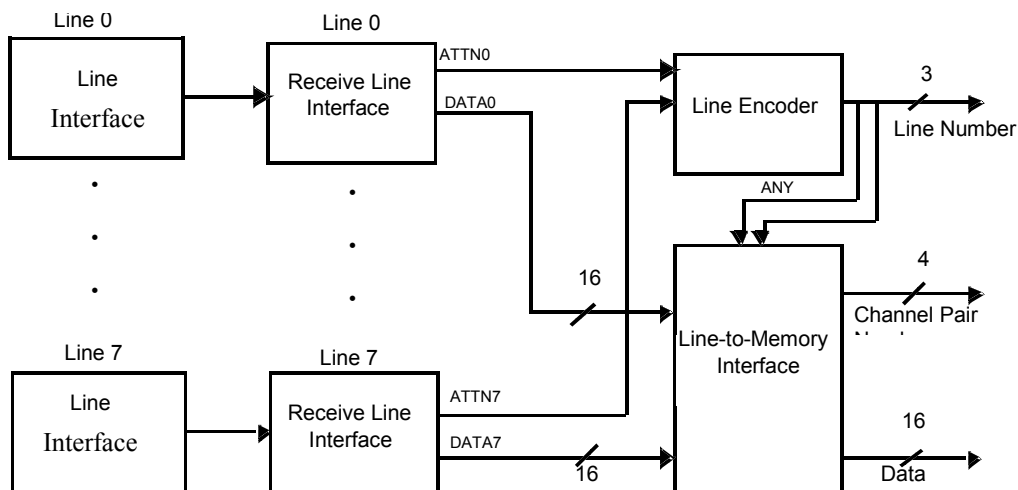 Line 0
Line 0
Line
Interface
Receive Line
Interface
ATTN0
DATA0
Line Encoder
3
Line Number
ANY
16
4
Channel Pair
Line-to-Memory
Interface
Line 7
Line 7
Line
Interface
Receive Line
Interface
ATTN7
DATA7
16
16
Data